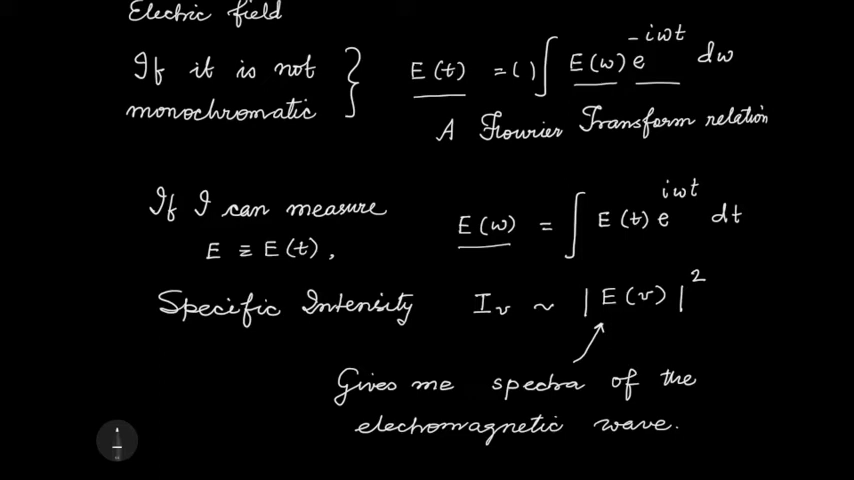 Electric field
If it is not monochromatic } E(t) = ( ) ∫ E(ω) e^{-iωt} dω
A Fourier Transform relation
If I can measure E(ω) = ∫ E(t) e^{iωt} dt
E ≡ E(t),
Specific Intensity I_ν ~ |E(ν)|^2
Gives me spectra of the
electromagnetic wave.